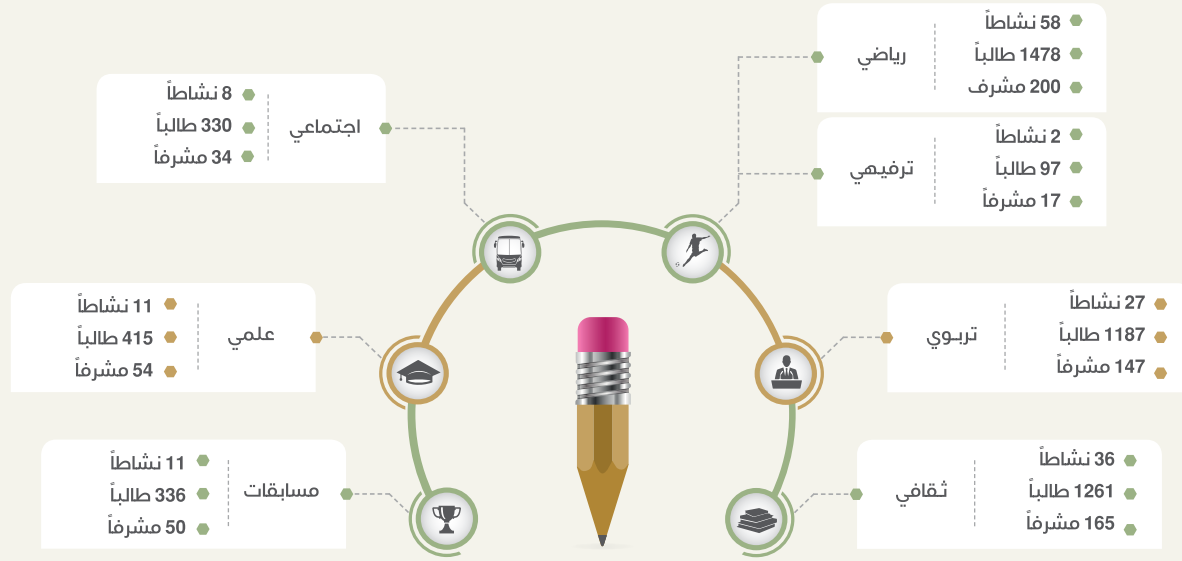 رياضي
58 نشاطاً
1478 طالباً
200 مشرف
ترفيهي
2 نشاطاً
97 طالباً
17 مشرفاً
تربوي
27 نشاطاً
1187 طالباً
147 مشرفاً
ثقافي
36 نشاطاً
1261 طالباً
165 مشرفاً
اجتماعي
8 نشاطاً
330 طالباً
34 مشرفاً
علمي
11 نشاطاً
415 طالباً
54 مشرفاً
مسابقات
11 نشاطاً
336 طالباً
50 مشرفاً